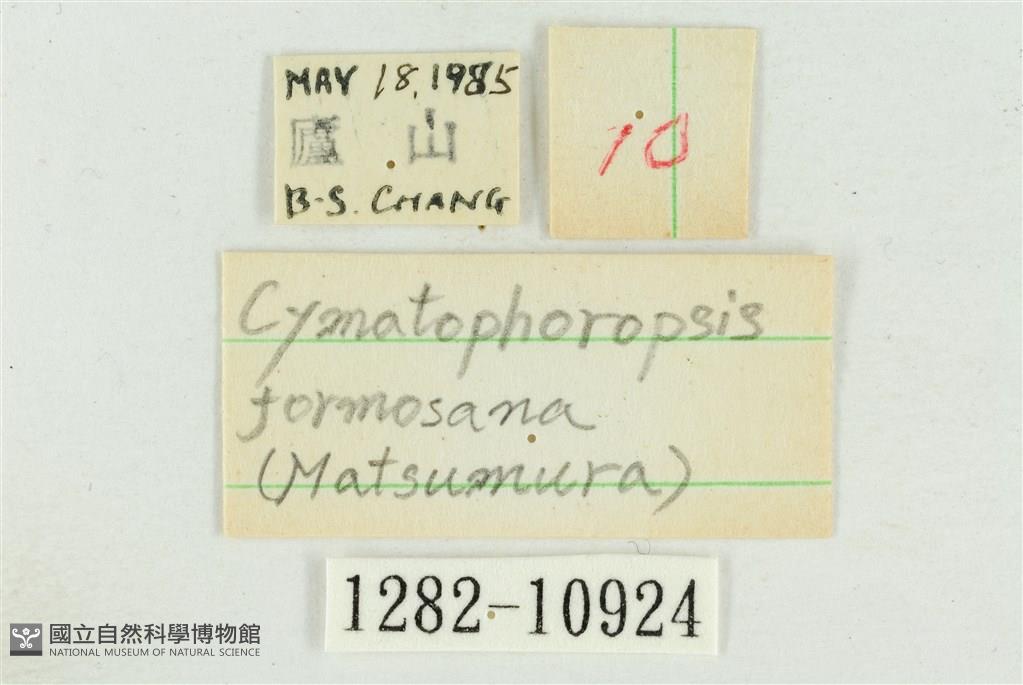 MAY 18, 1985
廬 山
B-S. CHANG
10
Cymatophoropsis
formosana
(Matsumura)
1282-10924
國立自然科學博物館
NATIONAL MUSEUM OF NATURAL SCIENCE